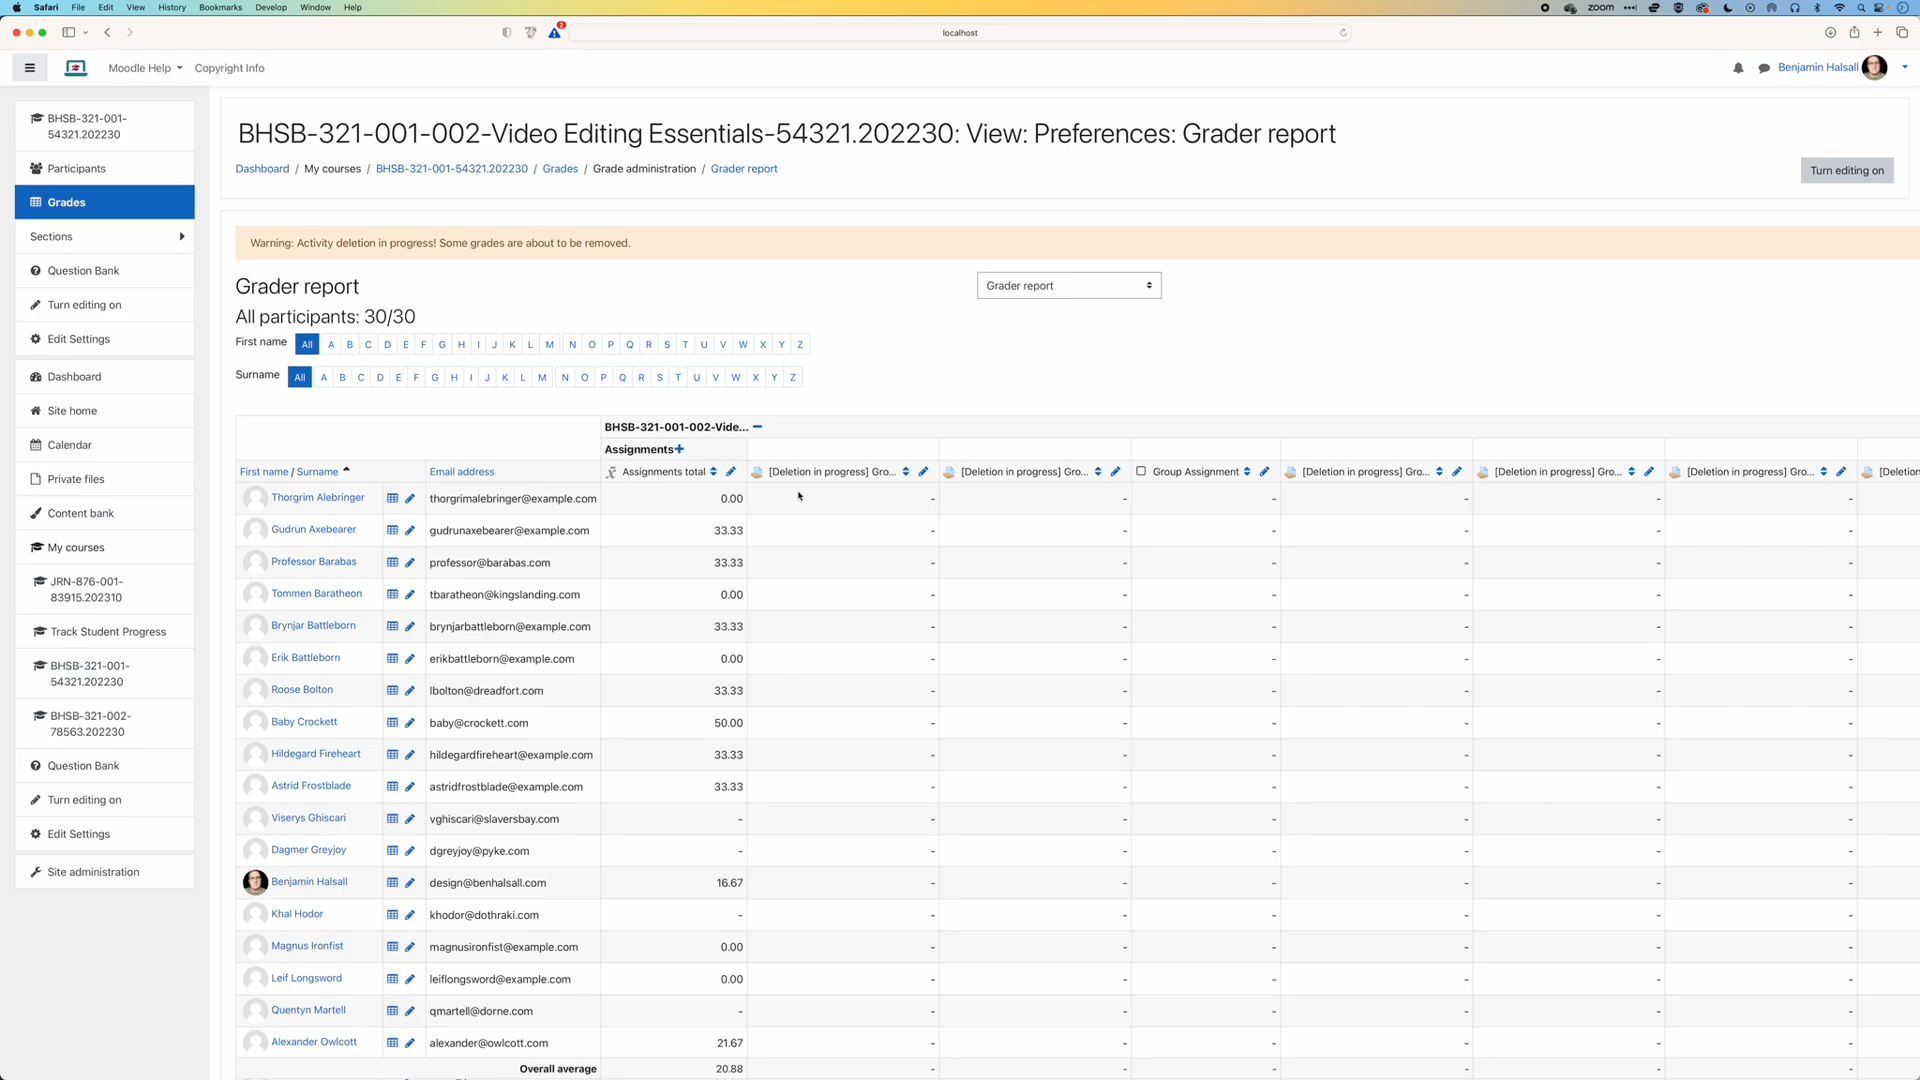 Safari File Edit View History Bookmarks Develop Window Help zoom
2
localhost
Moodle Help Copyright Info Benjamin Halsall
BHSB-321-001-
54321.202230
Participants
Grades
Sections
Question Bank
Turn editing on
Edit Settings
Dashboard
Site home
Calendar
Private files
Content bank
My courses
JRN-876-001-
83915.202310
Track Student Progress
BHSB-321-001-
54321.202230
BHSB-321-002-
78563.202230
Question Bank
Turn editing on
Edit Settings
Site administration
BHSB-321-001-002-Video Editing Essentials-54321.202230: View: Preferences: Grader report
Dashboard / My courses / BHSB-321-001-54321.202230 / Grades / Grade administration / Grader report
Turn editing on
Warning: Activity deletion in progress! Some grades are about to be removed.
Grader report Grader report
All participants: 30/30
First name All A B C D E F G H I J K L M N O P Q R S T U V W X Y Z
Surname All A B C D E F G H I J K L M N O P Q R S T U V W X Y Z
BHSB-321-001-002-Vide...
Assignments
First name / Surname Email address Assignments total [Deletion in progress] Gro... [Deletion in progress] Gro... Group Assignment [Deletion in progress] Gro... [Deletion in progress] Gro... [Deletion in progress] Gro... [Deletion
Thorgrim Alebringer thorgrimalebringer@example.com 0.00 - - - - - -
Gudrun Axebearer gudrunaxebearer@example.com 33.33 - - - - - -
Professor Barabas professor@barabas.com 33.33 - - - - - -
Tommen Baratheon tbaratheon@kingslanding.com 0.00 - - - - - -
Brynjar Battleborn brynjarbattleborn@example.com 33.33 - - - - - -
Erik Battleborn erikbattleborn@example.com 0.00 - - - - - -
Roose Bolton lbolton@dreadfort.com 33.33 - - - - - -
Baby Crockett baby@crockett.com 50.00 - - - - - -
Hildegard Fireheart hildegardfireheart@example.com 33.33 - - - - - -
Astrid Frostblade astridfrostblade@example.com 33.33 - - - - - -
Viserys Ghiscari vghiscari@slaversbay.com - - - - - - -
Dagmer Greyjoy dgreyjoy@pyke.com - - - - - - -
Benjamin Halsall design@benhalsall.com 16.67 - - - - - -
Khal Hodor khodor@dothraki.com - - - - - - -
Magnus Ironfist magnusironfist@example.com 0.00 - - - - - -
Leif Longsword leiflongsword@example.com 0.00 - - - - - -
Quentyn Martell qmartell@dorne.com - - - - - - -
Alexander Owlcott alexander@owlcott.com 21.67 - - - - - -
Overall average 20.88 - - - - - -